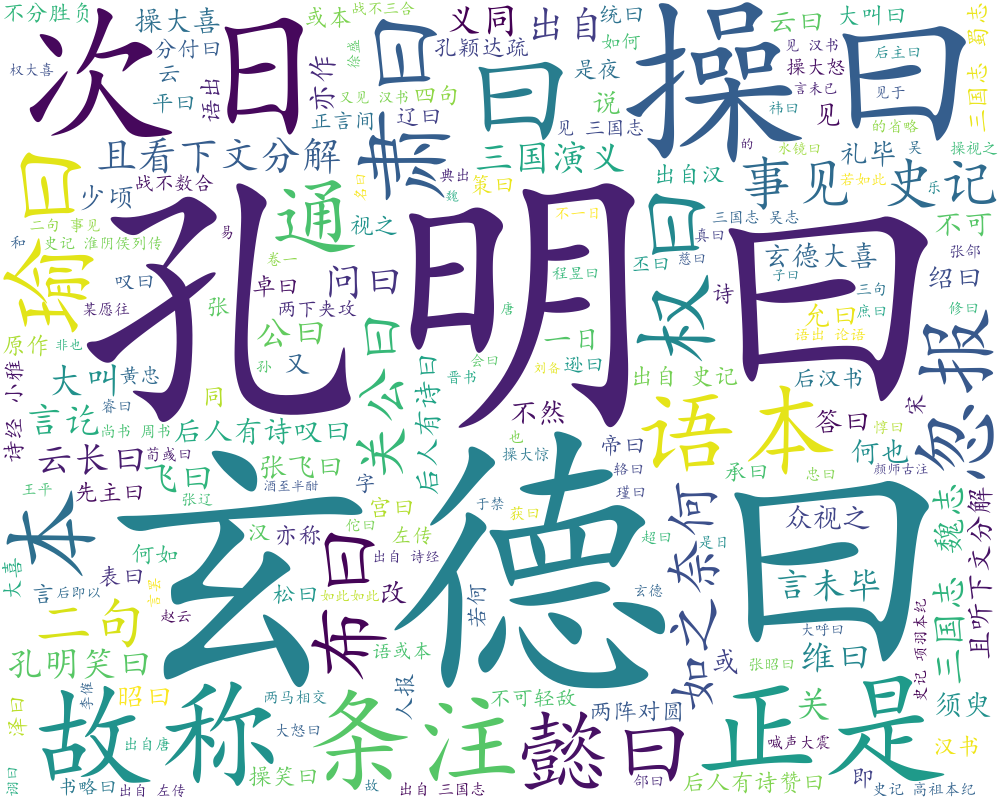 不分胜负
操大喜
或本
战不三合
义同
出自
统曰
云曰
大叫曰
三国志 蜀志
次日
权大喜
分付曰
云
平曰
语出
亦作
徐盛
曰
孔颖达疏
如何
是夜
操曰
见 汉书
操大怒
言未已
后主曰
见于
又见 汉书
四句
正言间
辽曰
曰
说
见 三国志
祎曰
见
的省略
的
水镜曰
礼毕
吴
操视之
且看下文分解
肃
三国演义
典出
出自汉
事见
史记
若如此
乐
瑜曰
少顷
战不数合
通
名曰
魏
策曰
不一日
权曰
三国志 吴志
真曰
不可
二句 事见
和
史记 淮阴侯列传
易
视之
卷一
孔明曰
慈曰
丕曰
玄德大喜
子曰
张郃
叹曰
卓曰
问曰
程昱曰
绍曰
某愿往
张
两下夹攻
唐
诗
三句
允曰
庶曰
修曰
公曰
关公曰
一日
语出 论语
忽报
原作
非也
孙
又
会曰
逊曰
刘备
大叫
黄忠
晋书
出自 史记
后汉书
诗经 小雅
睿曰
同
后人有诗曰
不然
语
本
答曰
宋
惇曰
言讫
尚书 周书
后人有诗叹曰
也
操大惊
帝曰
何也
颜师古注
云长曰
荀彧曰
飞曰
张飞曰
辂曰
承曰
忠曰
王平
先主曰
张辽
酒至半酣
字
瑾曰
本
玄德曰
宫曰
于禁
获曰
如之奈何
众视之
魏志
且听下文分解
汉
亦称
佗曰
左传
超曰
是日
何如
布曰
出自 诗经
大喜
表曰
言
后即以
言罢
松曰
如此如此
改
若何
玄德
言未毕
三国志
二句
赵云
大呼曰
史记 项羽本纪
孔明笑曰
语或本
或
张昭曰
维曰
故称
李傕
昭曰
两马相交
人报
不可轻敌
两阵对圆
正是
关
须臾
泽曰
出自唐
大怒曰
条
注
懿曰
喊声大震
汉书
诩曰
书略曰
出自 左传
操笑曰
故
出自 三国志
郃曰
后人有诗赞曰
即
史记 高祖本纪